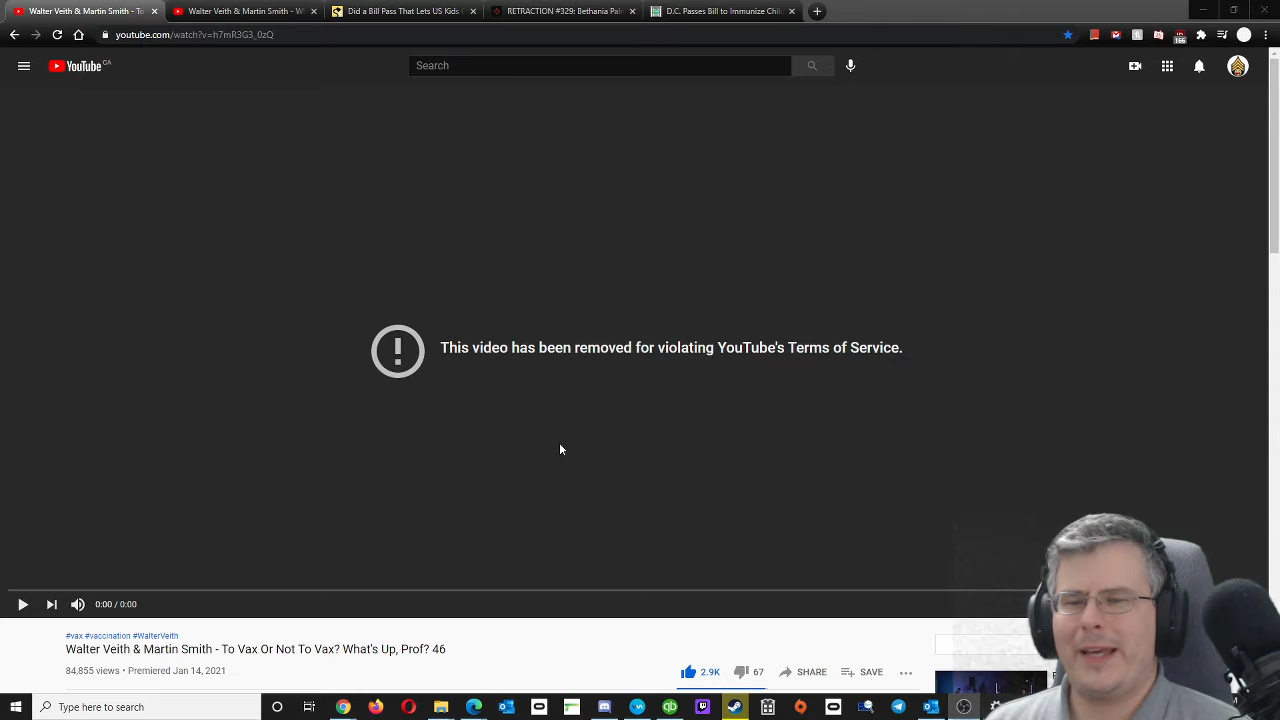 Walter Veith & Martin Smith - To
Walter Veith & Martin Smith - W
Did a Bill Pass That Lets US Kids
RETRACTION #329: Bethania Pal
D.C. Passes Bill to Immunize Chil
youtube.com/watch?v=h7mR3G3_0zQ
166
YouTube CA
Search
This video has been removed for violating YouTube's Terms of Service.
0:00 / 0:00
#vax #vaccination #WalterVeith
Walter Veith & Martin Smith - To Vax Or Not To Vax? What's Up, Prof? 46
84,855 views • Premiered Jan 14, 2021
2.9K
67
SHARE
SAVE
Type here to search